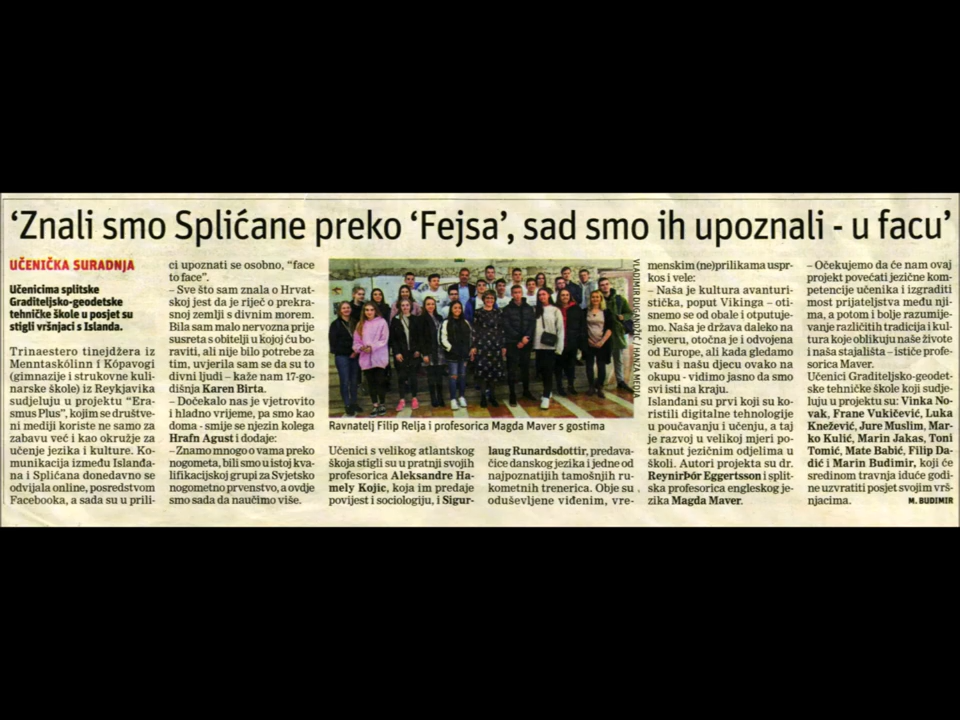 ‘Znali smo Splićane preko ‘Fejsa’, sad smo ih upoznali - u facu’
UČENIČKA SURADNJA
Učenicima splitske
Graditeljsko-geodetske
tehničke škole u posjet su
stigli vršnjaci s Islanda.
Trinaestero tinejdžera iz
Menntaskólinn i Kópavogi
(gimnazije i strukovne kuli-
narske škole) iz Reykjavika
sudjeluju u projektu “Era-
smus Plus”, kojim se društve-
ni mediji koriste ne samo za
zabavu već i kao okružje za
učenje jezika i kulture. Ko-
munikacija između Islanđa-
na i Splićana donedavno se
odvijala online, posredstvom
Facebooka, a sada su u prili-
ci upoznati se osobno, “face
to face”.
– Sve što sam znala o Hrvat-
skoj jest da je riječ o prekra-
snoj zemlji s divnim morem.
Bila sam malo nervozna prije
susreta s obitelji u kojoj ću bo-
raviti, ali nije bilo potrebe za
tim, uvjerila sam se da su to
divni ljudi – kaže nam 17-go-
dišnja Karen Birta.
– Dočekalo nas je vjetrovito
i hladno vrijeme, pa smo kao
doma - smije se njezin kolega
Hrafn Agust i dodaje:
– Znamo mnogo o vama preko
nogometa, bili smo u istoj kva-
lifikacijskoj grupi za Svjetsko
nogometno prvenstvo, a ovdje
smo sada da naučimo više.
VLADIMIR DUGANDŽIĆ / HANZA MEDIJA
Ravnatelj Filip Relja i profesorica Magda Maver s gostima
Učenici s velikog atlantskog
škoja stigli su u pratnji svojih
profesorica Aleksandre Ha-
mely Kojic, koja im predaje
povijest i sociologiju, i Sigur-
laug Runardsdottir, predava-
čice danskog jezika i jedne od
najpoznatijih tamošnjih ru-
kometnih trenerica. Obje su
oduševljene viđenim, vre-
menskim (ne)prilikama uspr-
kos i vele:
– Naša je kultura avanturi-
stička, poput Vikinga – oti-
snemo se od obale i otputuje-
mo. Naša je država daleko na
sjeveru, otočna je i odvojena
od Europe, ali kada gledamo
vašu i našu djecu ovako na
okupu - vidimo jasno da smo
svi isti na kraju.
Islanđani su prvi koji su ko-
ristili digitalne tehnologije
u poučavanju i učenju, a taj
je razvoj u velikoj mjeri po-
taknut jezičnim odjelima u
školi. Autori projekta su dr.
ReynirÞór Eggertsson i split-
ska profesorica engleskog je-
zika Magda Maver.
– Očekujemo da će nam ovaj
projekt povećati jezične kom-
petencije učenika i izgraditi
most prijateljstva među nji-
ma, a potom i bolje razumije-
vanje različitih tradicija i kul-
tura koje oblikuju naše živote
i naša stajališta – ističe profe-
sorica Maver.
Učenici Graditeljsko-geodet-
ske tehničke škole koji sudje-
luju u projektu su: Vinka No-
vak, Frane Vukičević, Luka
Knežević, Jure Muslim, Mar-
ko Kulić, Marin Jakas, Toni
Tomić, Mate Babić, Filip Da-
dić i Marin Budimir, koji će
sredinom travnja iduće godi-
ne uzvratiti posjet svojim vrš-
njacima.
M. BUDIMIR